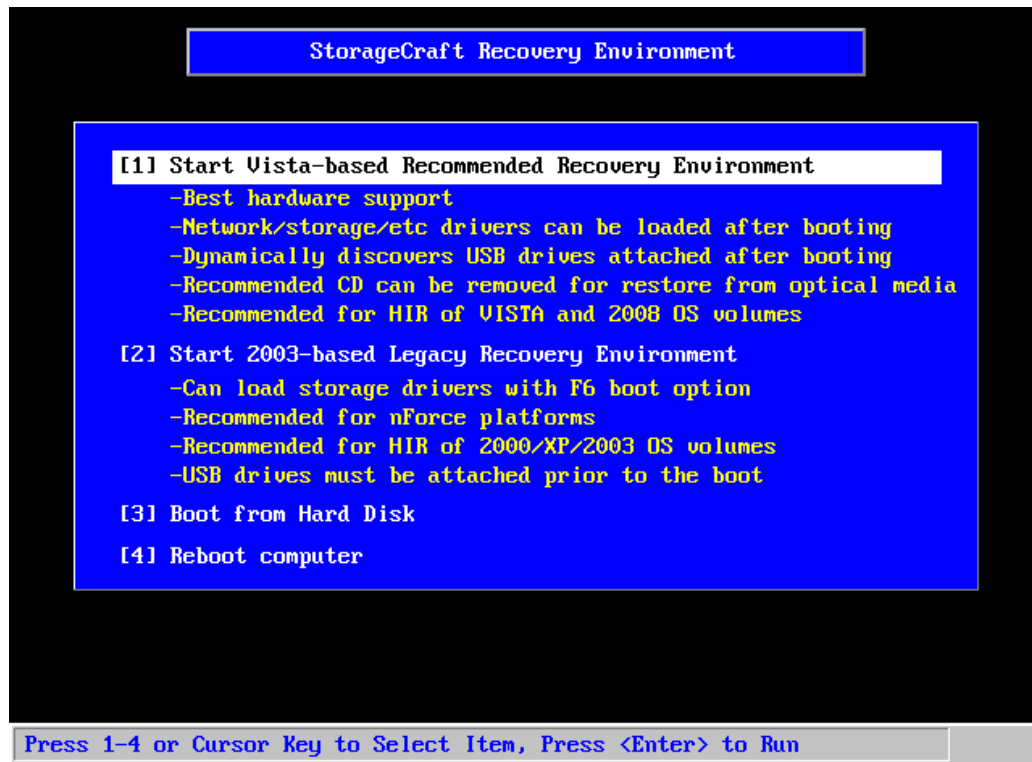 StorageCraft Recovery Environment
[1] Start Vista-based Recommended Recovery Environment
-Best hardware support
-Network/storage/etc drivers can be loaded after booting
-Dynamically discovers USB drives attached after booting
-Recommended CD can be removed for restore from optical media
-Recommended for HIR of VISTA and 2008 OS volumes
[2] Start 2003-based Legacy Recovery Environment
-Can load storage drivers with F6 boot option
-Recommended for nForce platforms
-Recommended for HIR of 2000/XP/2003 OS volumes
-USB drives must be attached prior to the boot
[3] Boot from Hard Disk
[4] Reboot computer
Press 1-4 or Cursor Key to Select Item, Press <Enter> to Run